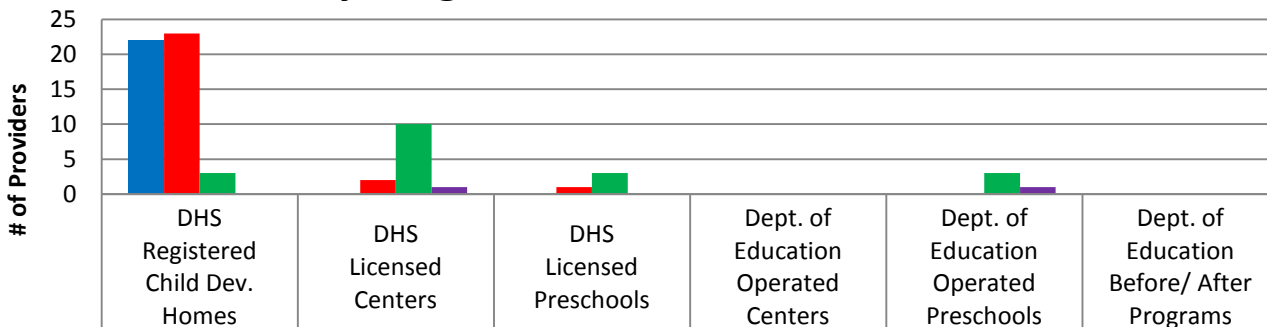 25
20
15
10
5
0
# of Providers
DHS
Registered
Child Dev.
Homes
DHS
Licensed
Centers
DHS
Licensed
Preschools
Dept. of
Education
Operated
Centers
Dept. of
Education
Operated
Preschools
Dept. of
Education
Before/ After
Programs